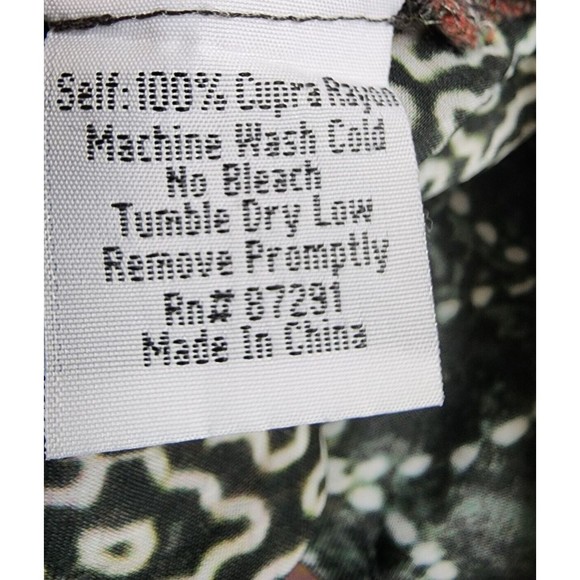 Self: 100% Cupra Rayon
Machine Wash Cold
No Bleach
Tumble Dry Low
Remove Promptly
Rn# 87291
Made In China